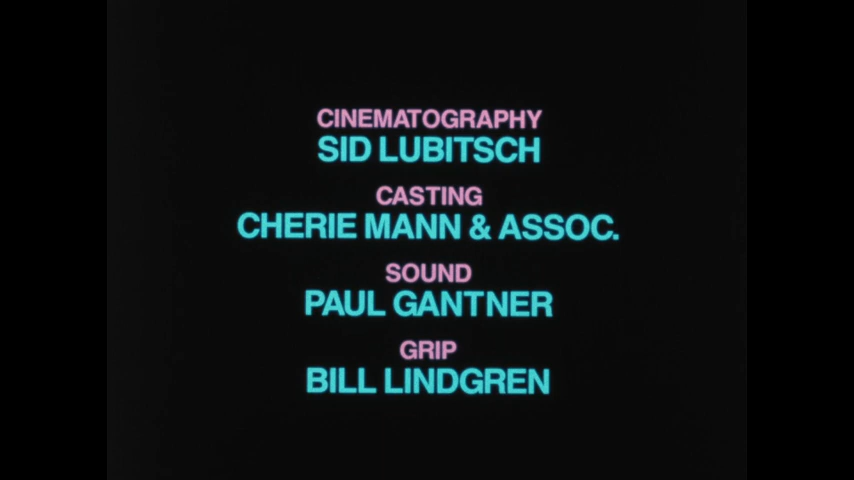 CINEMATOGRAPHY
SID LUBITSCH
CASTING
CHERIE MANN & ASSOC.
SOUND
PAUL GANTNER
GRIP
BILL LINDGREN